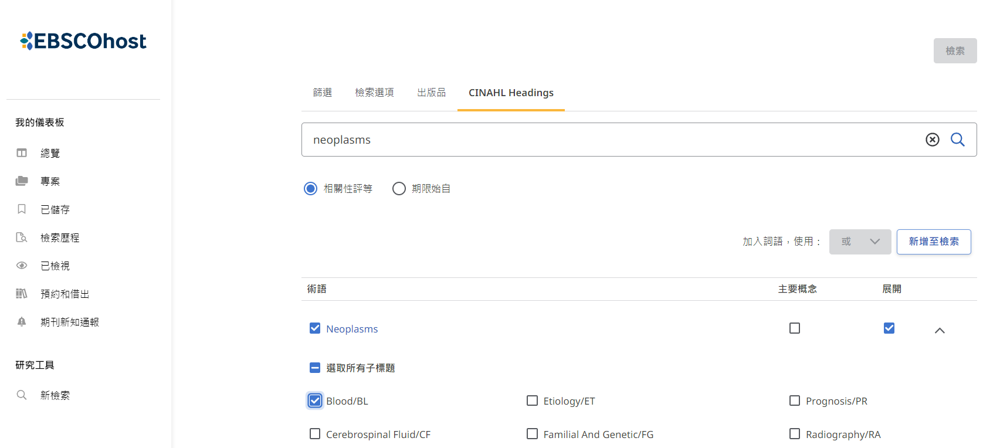 EBSCOhost
我的儀表板
總覽
專案
已儲存
檢索歷程
已檢視
預約和借出
期刊新知通報
研究工具
新檢索
檢索
篩選 檢索選項 出版品 CINAHL Headings
neoplasms
相關性評等 期限始自
加入詞語，使用： 或 新增至檢索
術語 主要概念 展開
Neoplasms
選取所有子標題
Blood/BL Etiology/ET Prognosis/PR
Cerebrospinal Fluid/CF Familial And Genetic/FG Radiography/RA